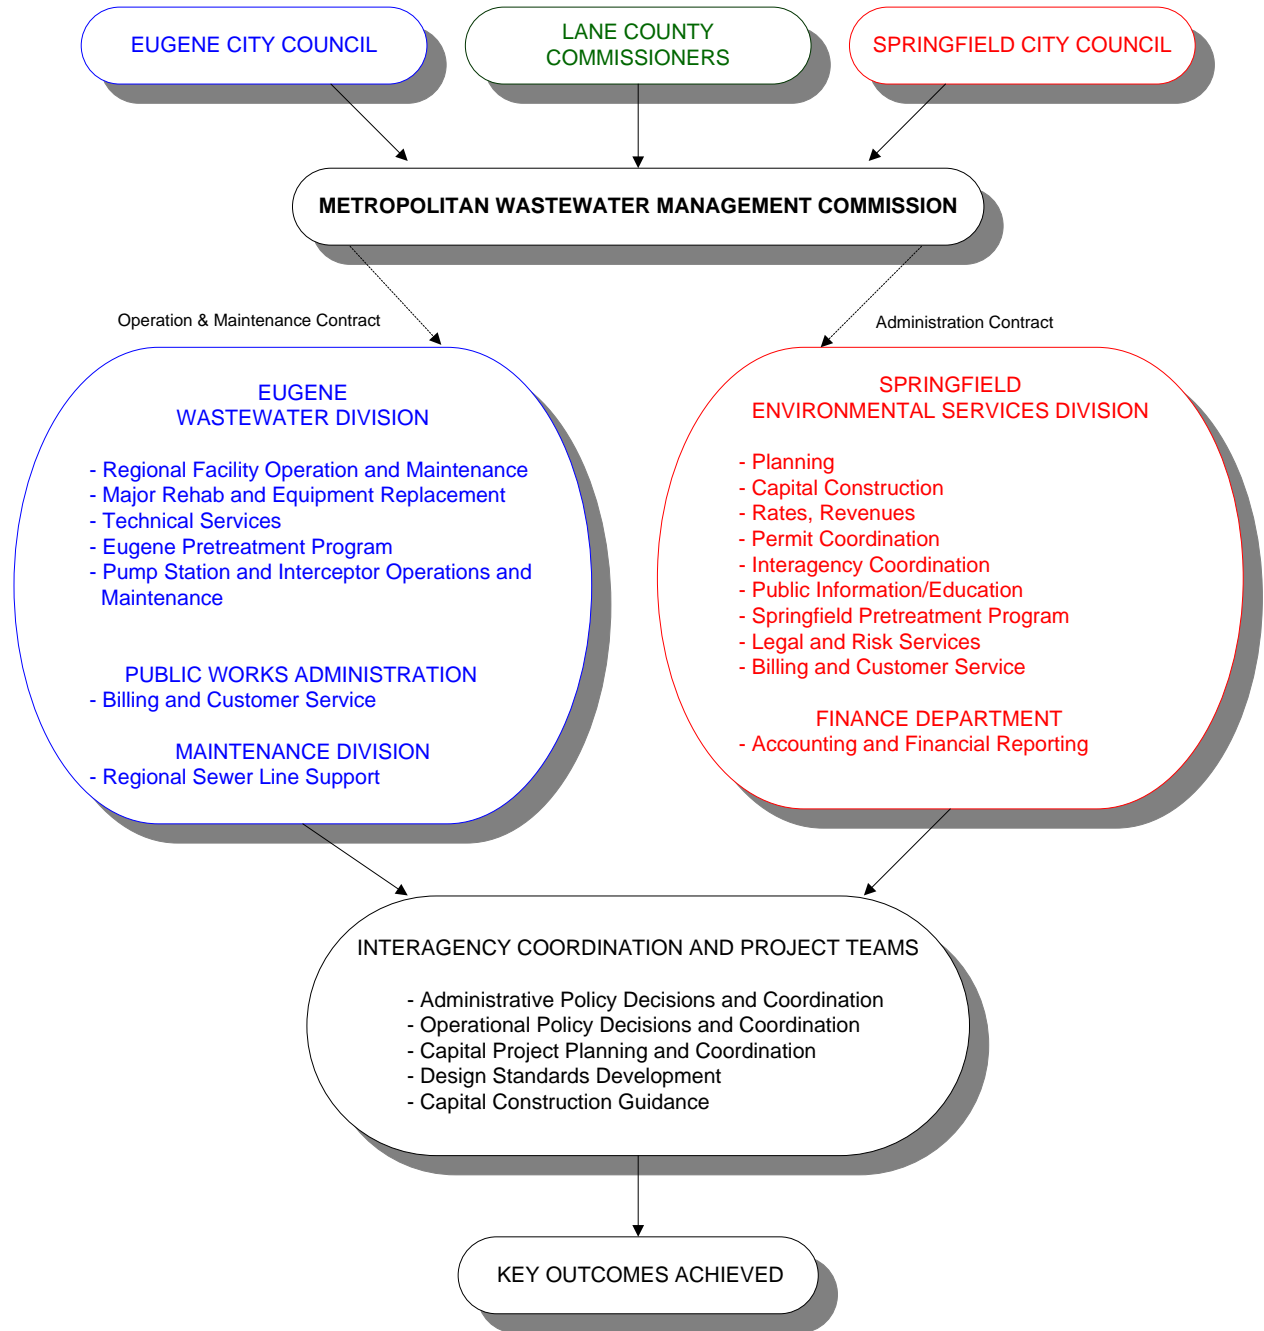 EUGENE CITY COUNCIL
LANE COUNTY
COMMISSIONERS
SPRINGFIELD CITY COUNCIL
METROPOLITAN WASTEWATER MANAGEMENT COMMISSION
Operation & Maintenance Contract
Administration Contract
EUGENE
WASTEWATER DIVISION
- Regional Facility Operation and Maintenance
- Major Rehab and Equipment Replacement
- Technical Services
- Eugene Pretreatment Program
- Pump Station and Interceptor Operations and
Maintenance
PUBLIC WORKS ADMINISTRATION
- Billing and Customer Service
MAINTENANCE DIVISION
- Regional Sewer Line Support
SPRINGFIELD
ENVIRONMENTAL SERVICES DIVISION
- Planning
- Capital Construction
- Rates, Revenues
- Permit Coordination
- Interagency Coordination
- Public Information/Education
- Springfield Pretreatment Program
- Legal and Risk Services
- Billing and Customer Service
FINANCE DEPARTMENT
- Accounting and Financial Reporting
INTERAGENCY COORDINATION AND PROJECT TEAMS
- Administrative Policy Decisions and Coordination
- Operational Policy Decisions and Coordination
- Capital Project Planning and Coordination
- Design Standards Development
- Capital Construction Guidance
KEY OUTCOMES ACHIEVED